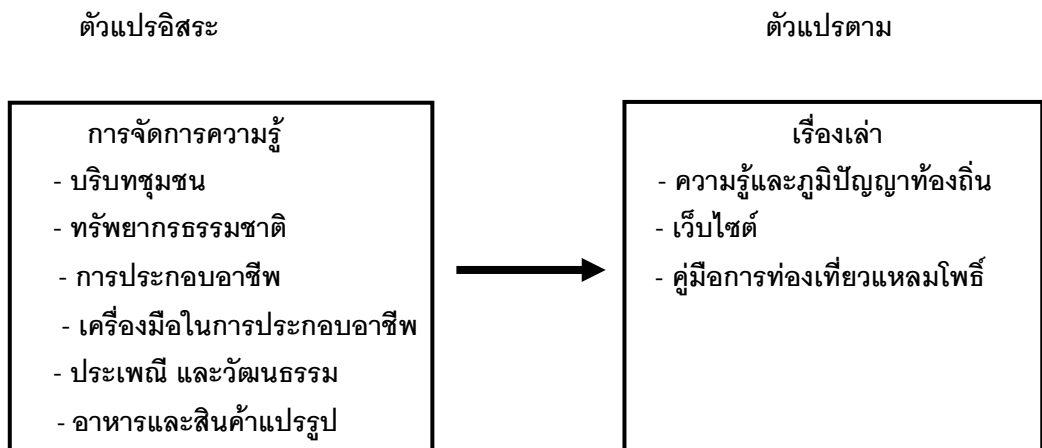 ตัวแปรอิสระ
ตัวแปรตาม
การจัดการความรู้
- บริบทชุมชน
- ทรัพยากรธรรมชาติ
- การประกอบอาชีพ
- เครื่องมือในการประกอบอาชีพ
- ประเพณี และวัฒนธรรม
- อาหารและสินค้าแปรรูป
เรื่องเล่า
- ความรู้และภูมิปัญญาท้องถิ่น
- เว็บไซต์
- คู่มือการท่องเที่ยวแหลมโพธิ์